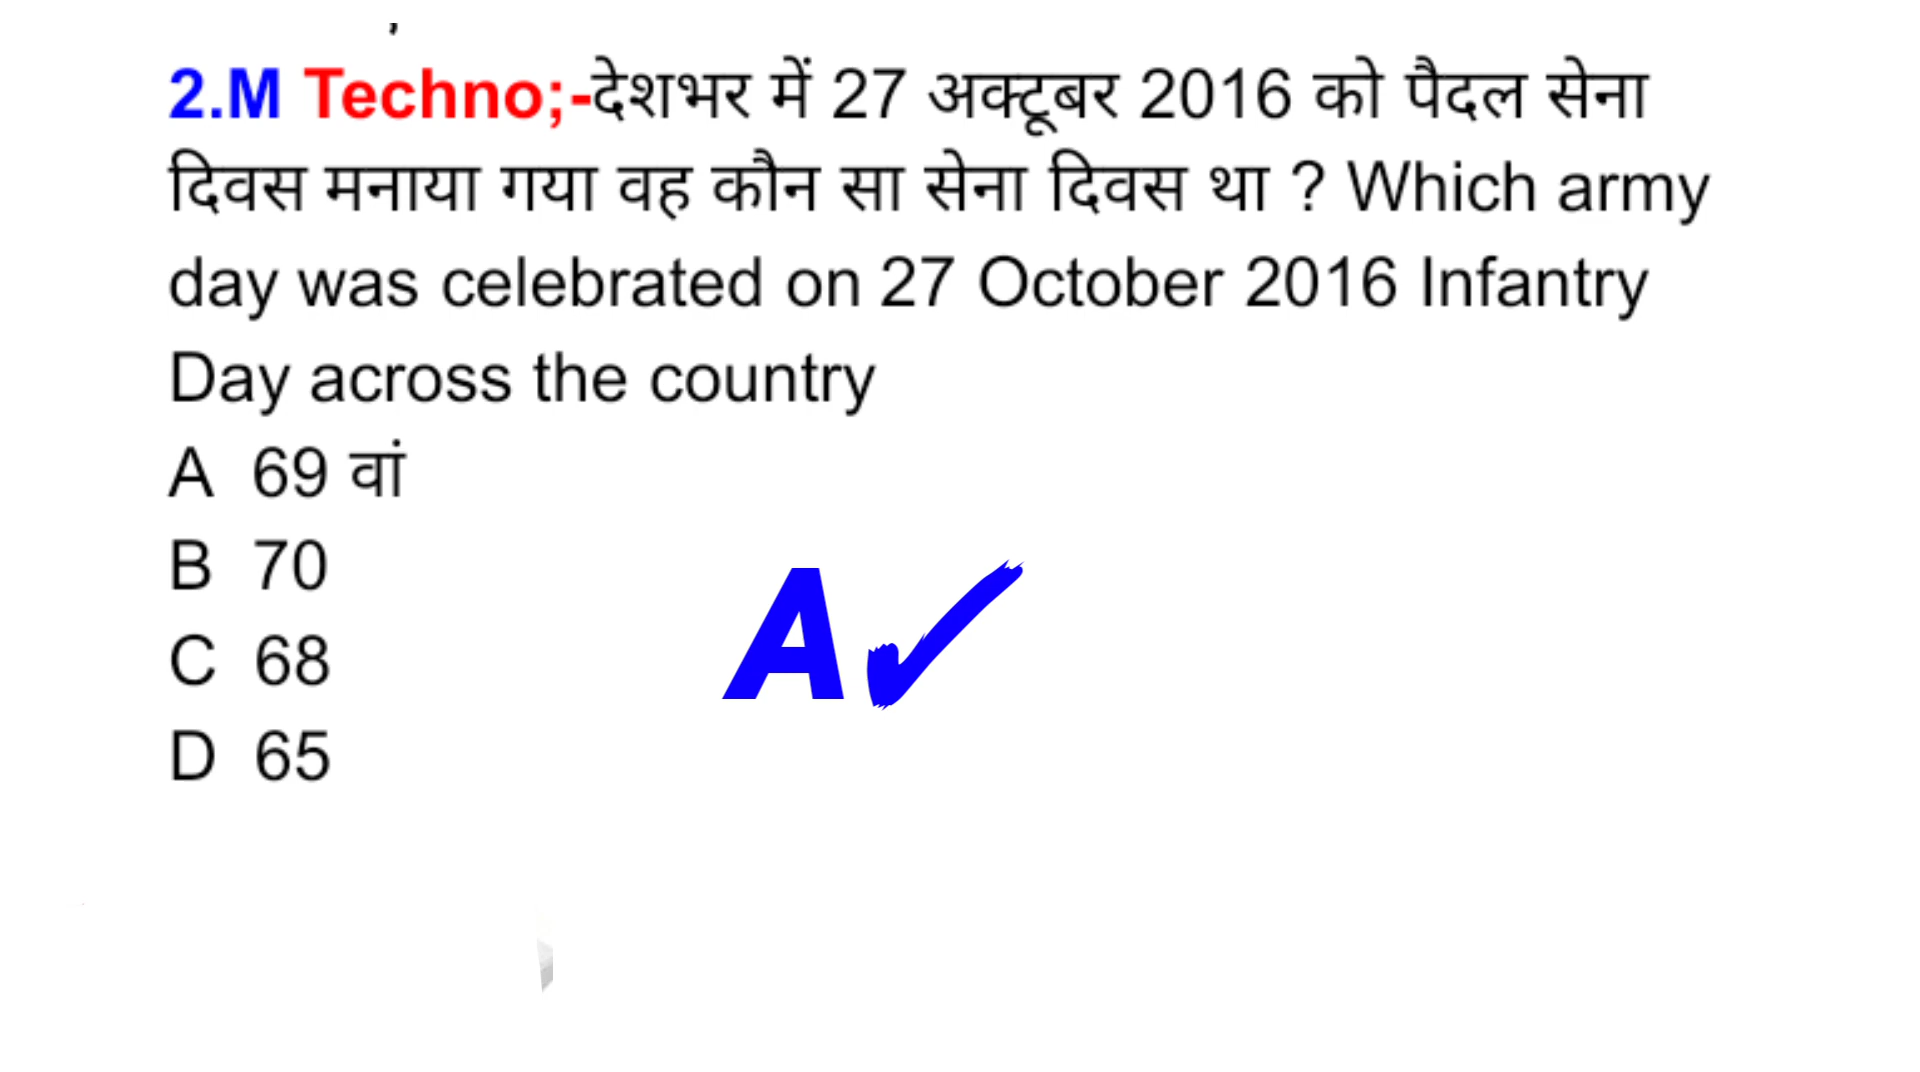 2.M Techno;-देशभर में 27 अक्टूबर 2016 को पैदल सेना
दिवस मनाया गया वह कौन सा सेना दिवस था ? Which army
day was celebrated on 27 October 2016 Infantry
Day across the country
A 69 वां
B 70
C 68
D 65
A✓